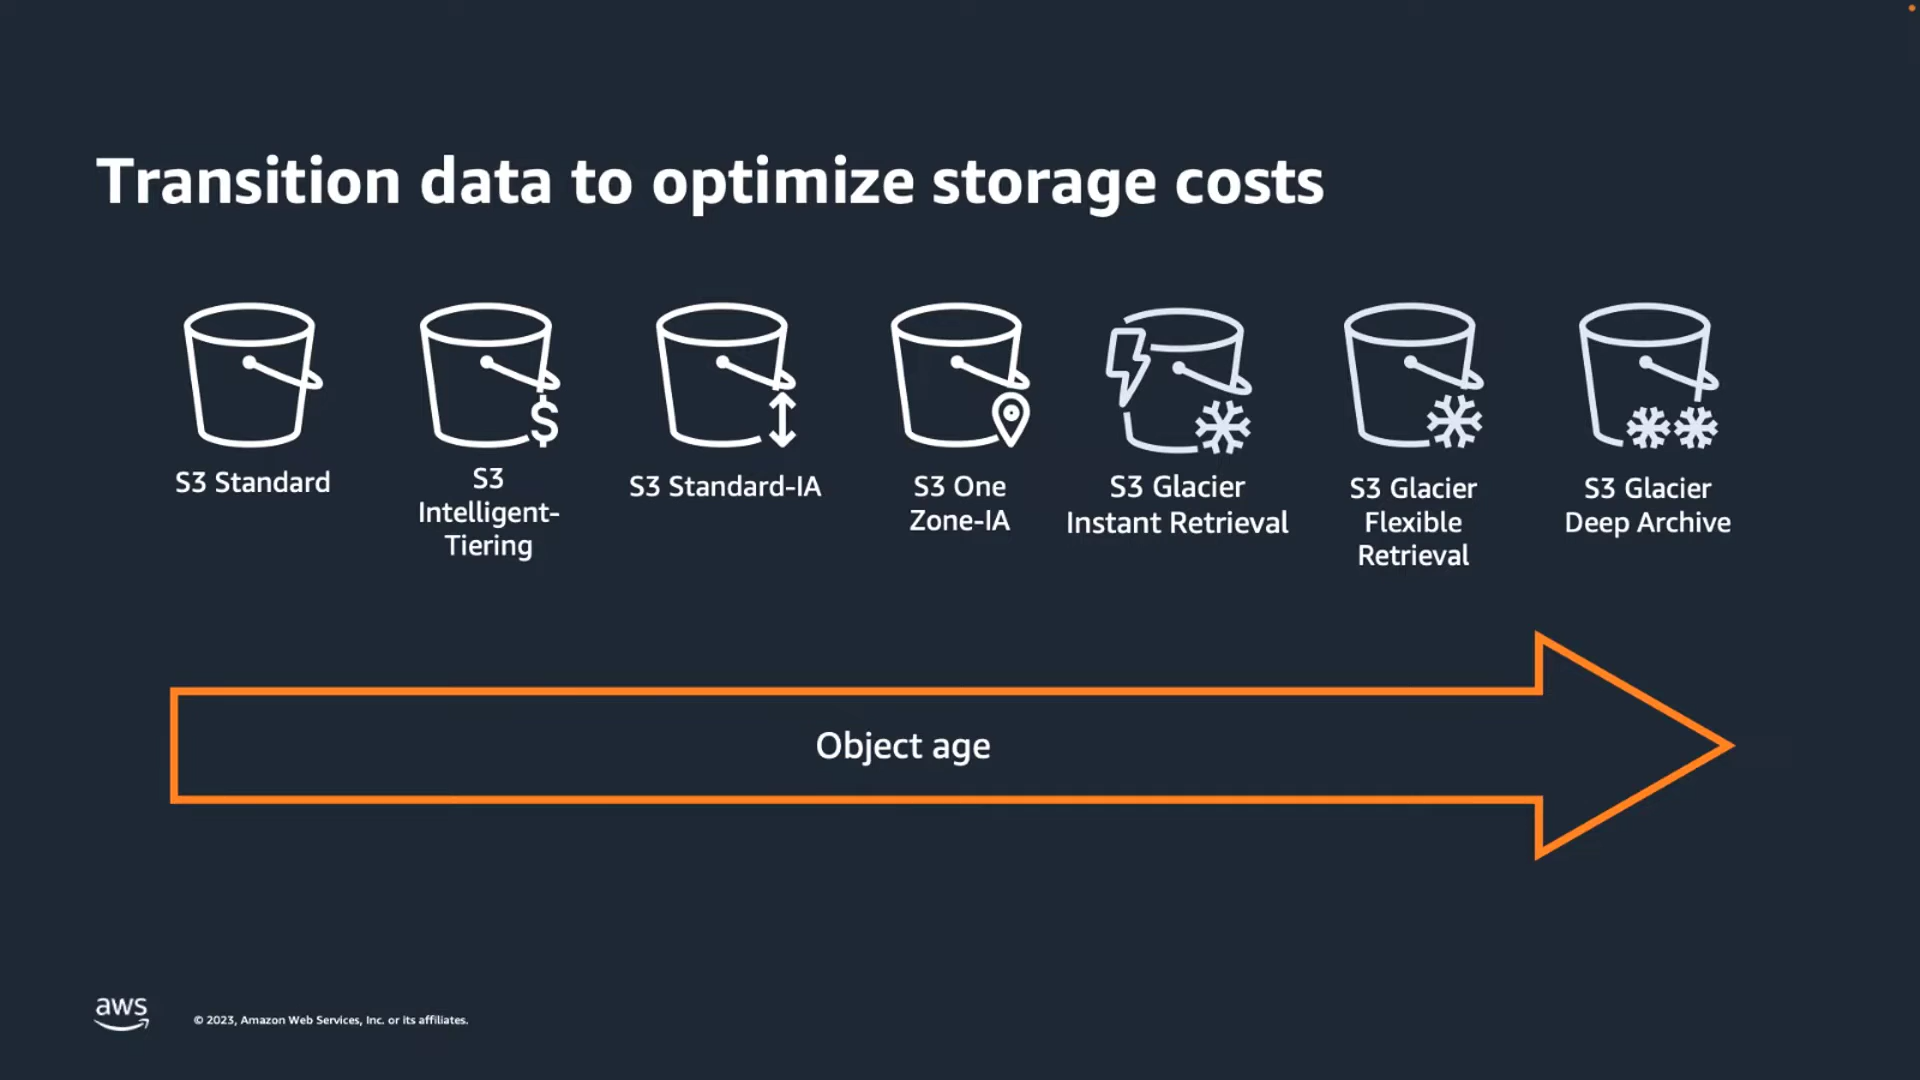 Transition data to optimize storage costs
S3 Standard
S3
Intelligent-
Tiering
S3 Standard-IA
S3 One
Zone-IA
S3 Glacier
Instant Retrieval
S3 Glacier
Flexible
Retrieval
S3 Glacier
Deep Archive
Object age
aws
© 2023, Amazon Web Services, Inc. or its affiliates.